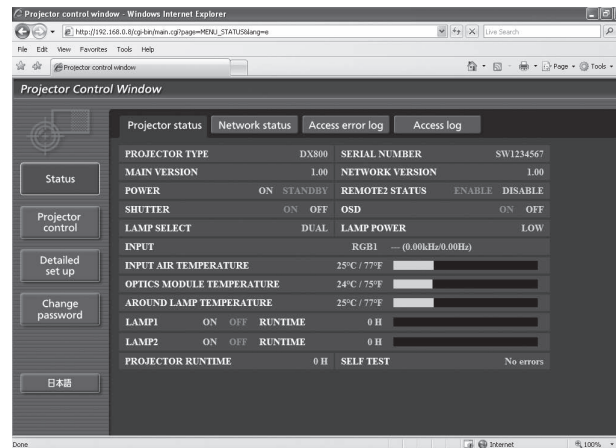 Projector control window - Windows Internet Explorer
http://192.168.0.8/cgi-bin/main.cgi?page=MENU_STATUS&lang=e
Live Search
File Edit View Favorites Tools Help
Projector control window
Page Tools
Projector Control Window
Projector status Network status Access error log Access log
Status
Projector control
Detailed set up
Change password
日本語
PROJECTOR TYPE DX800 SERIAL NUMBER SW1234567
MAIN VERSION 1.00 NETWORK VERSION 1.00
POWER ON STANDBY REMOTE2 STATUS ENABLE DISABLE
SHUTTER ON OFF OSD ON OFF
LAMP SELECT DUAL LAMP POWER LOW
INPUT RGB1 — (0.00kHz/0.00Hz)
INPUT AIR TEMPERATURE 25°C / 77°F
OPTICS MODULE TEMPERATURE 24°C / 75°F
AROUND LAMP TEMPERATURE 25°C / 77°F
LAMP1 ON OFF RUNTIME 0 H
LAMP2 ON OFF RUNTIME 0 H
PROJECTOR RUNTIME 0 H SELF TEST No errors
Done Internet 100%